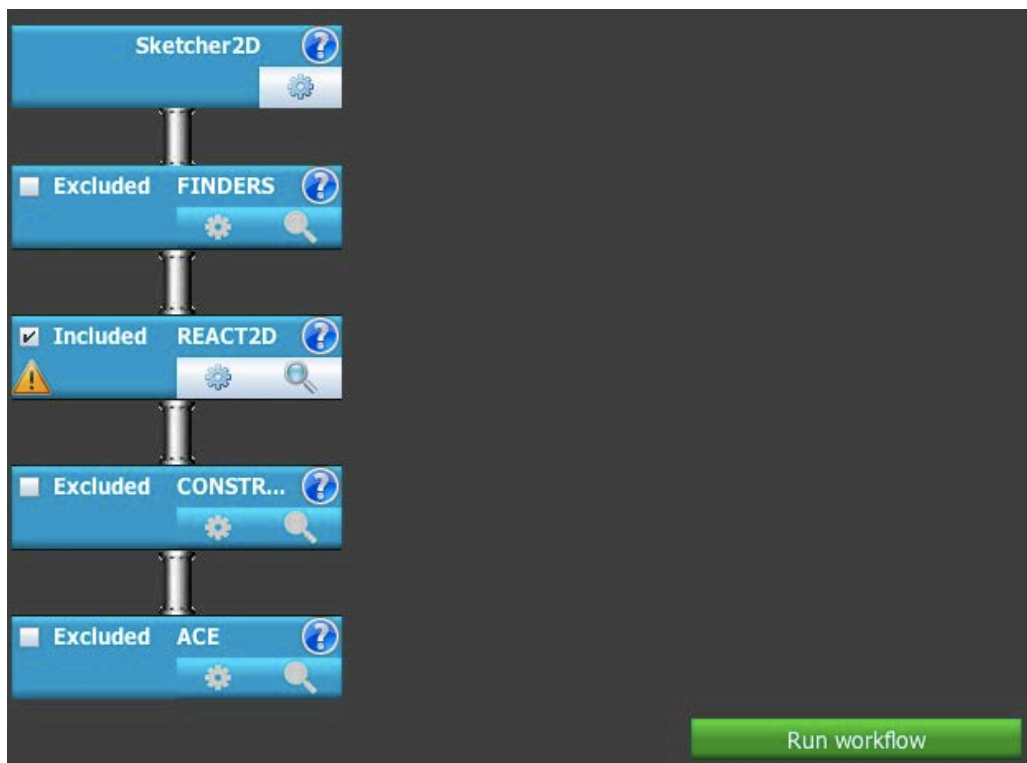 Sketcher2D
Excluded FINDERS
Included REACT2D
Excluded CONSTR...
Excluded ACE
Run workflow